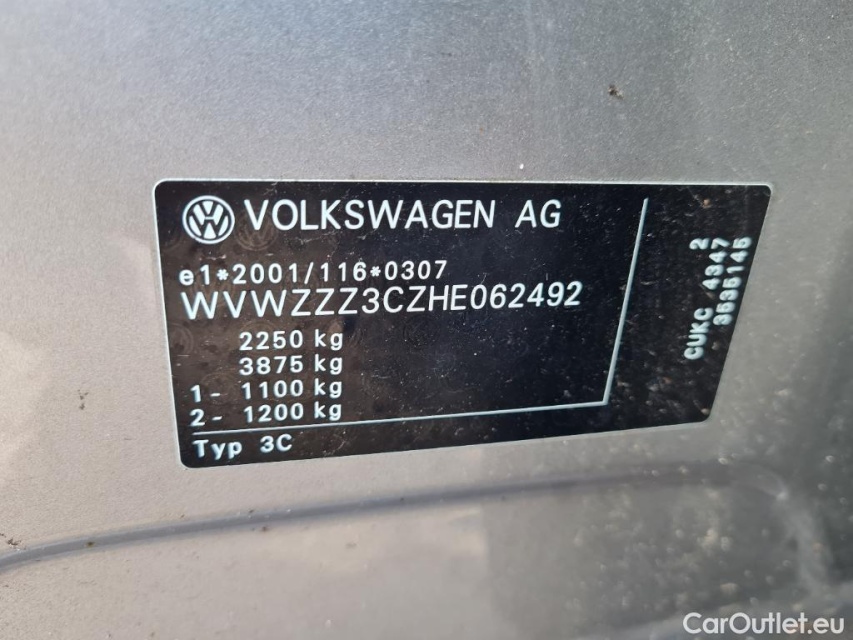 VOLKSWAGEN AG
e1*2001/116*0307
WVWZZZ3CZHE062492
2250 kg
3875 kg
1- 1100 kg
2- 1200 kg
Typ 3C
2
CUKC 4347
3535145
CarOutlet.eu